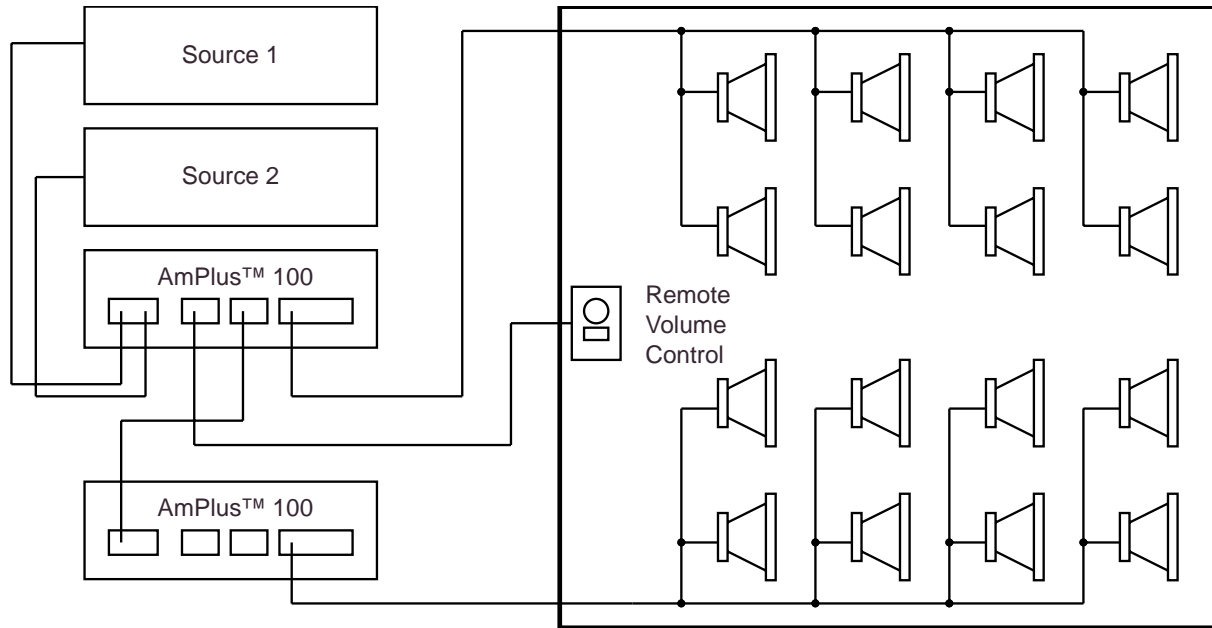 Source 1
Source 2
AmPlus™ 100
Remote
Volume
Control
AmPlus™ 100